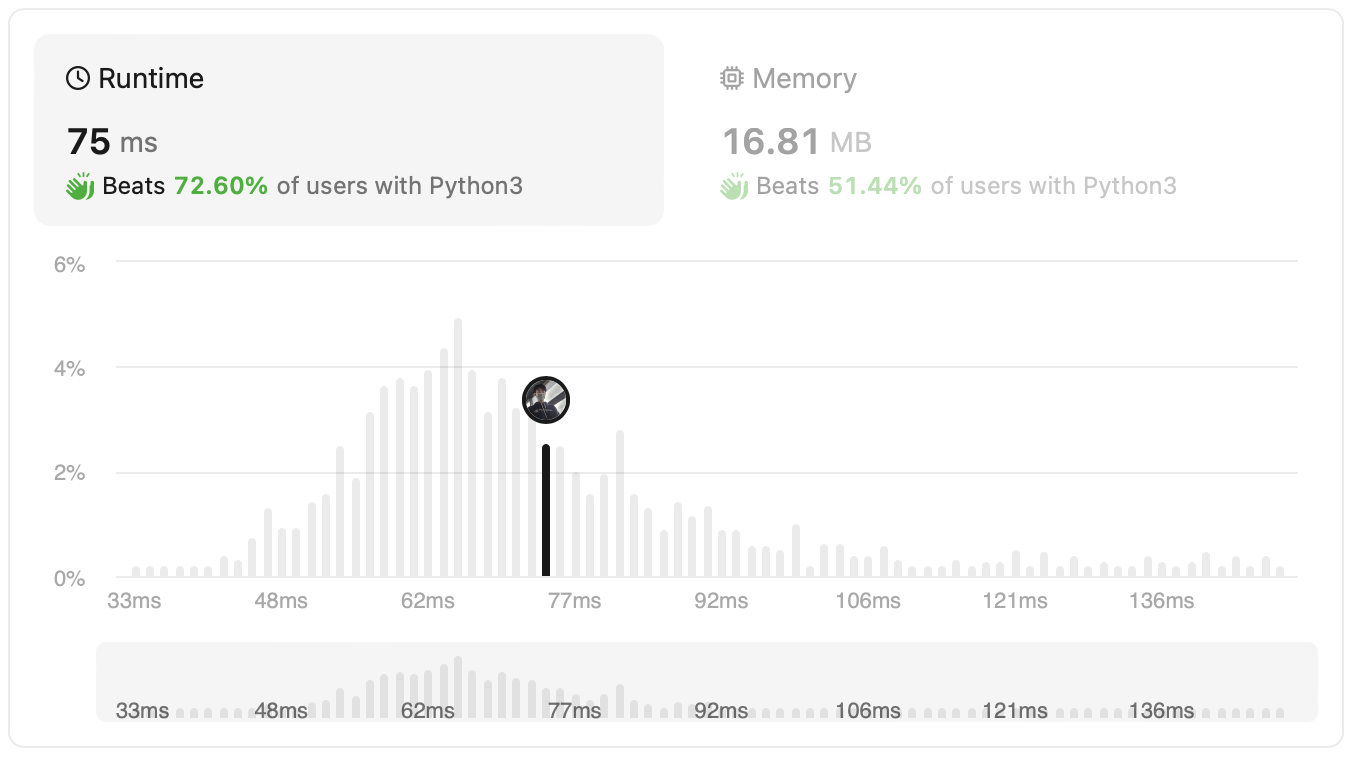 Runtime
75 ms
Beats 72.60% of users with Python3
Memory
16.81 MB
Beats 51.44% of users with Python3
6%
4%
2%
0%
33ms 48ms 62ms 77ms 92ms 106ms 121ms 136ms
33ms 48ms 62ms 77ms 92ms 106ms 121ms 136ms